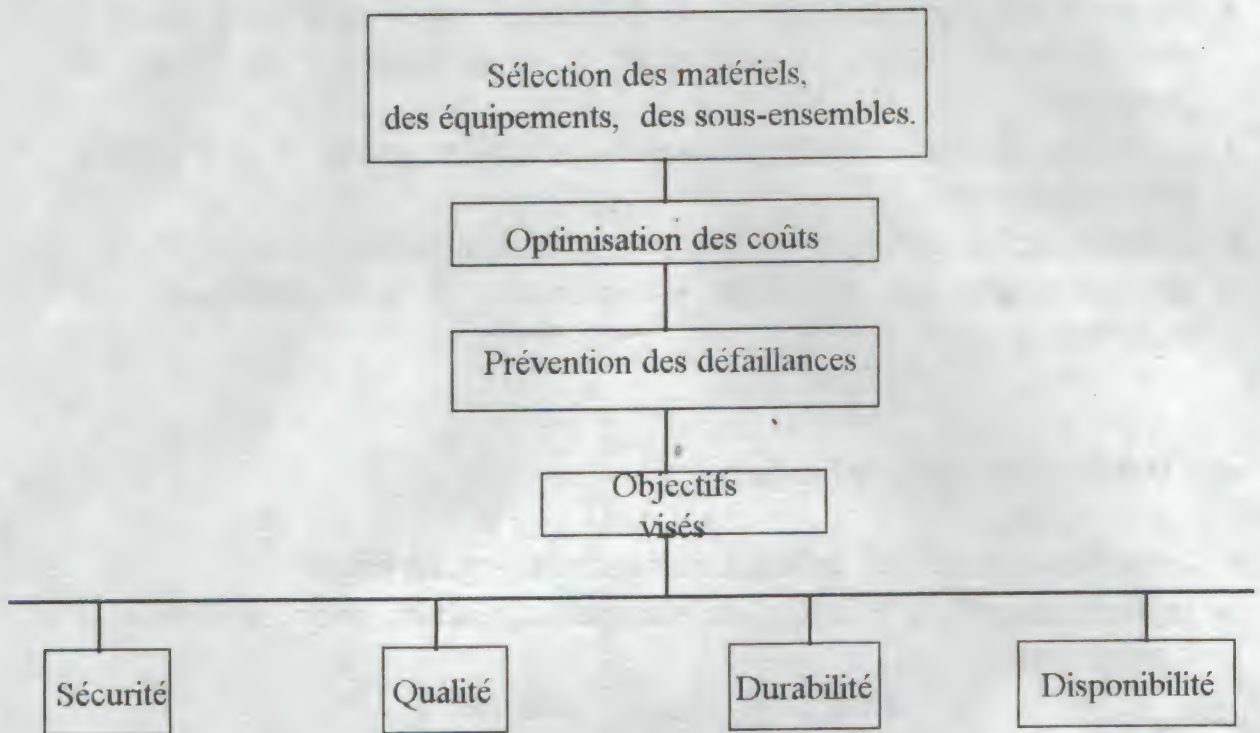 Sélection des matériels,
des équipements, des sous-ensembles.
Optimisation des coûts
Prévention des défaillances
Objectifs
visés
Sécurité
Qualité
Durabilité
Disponibilité